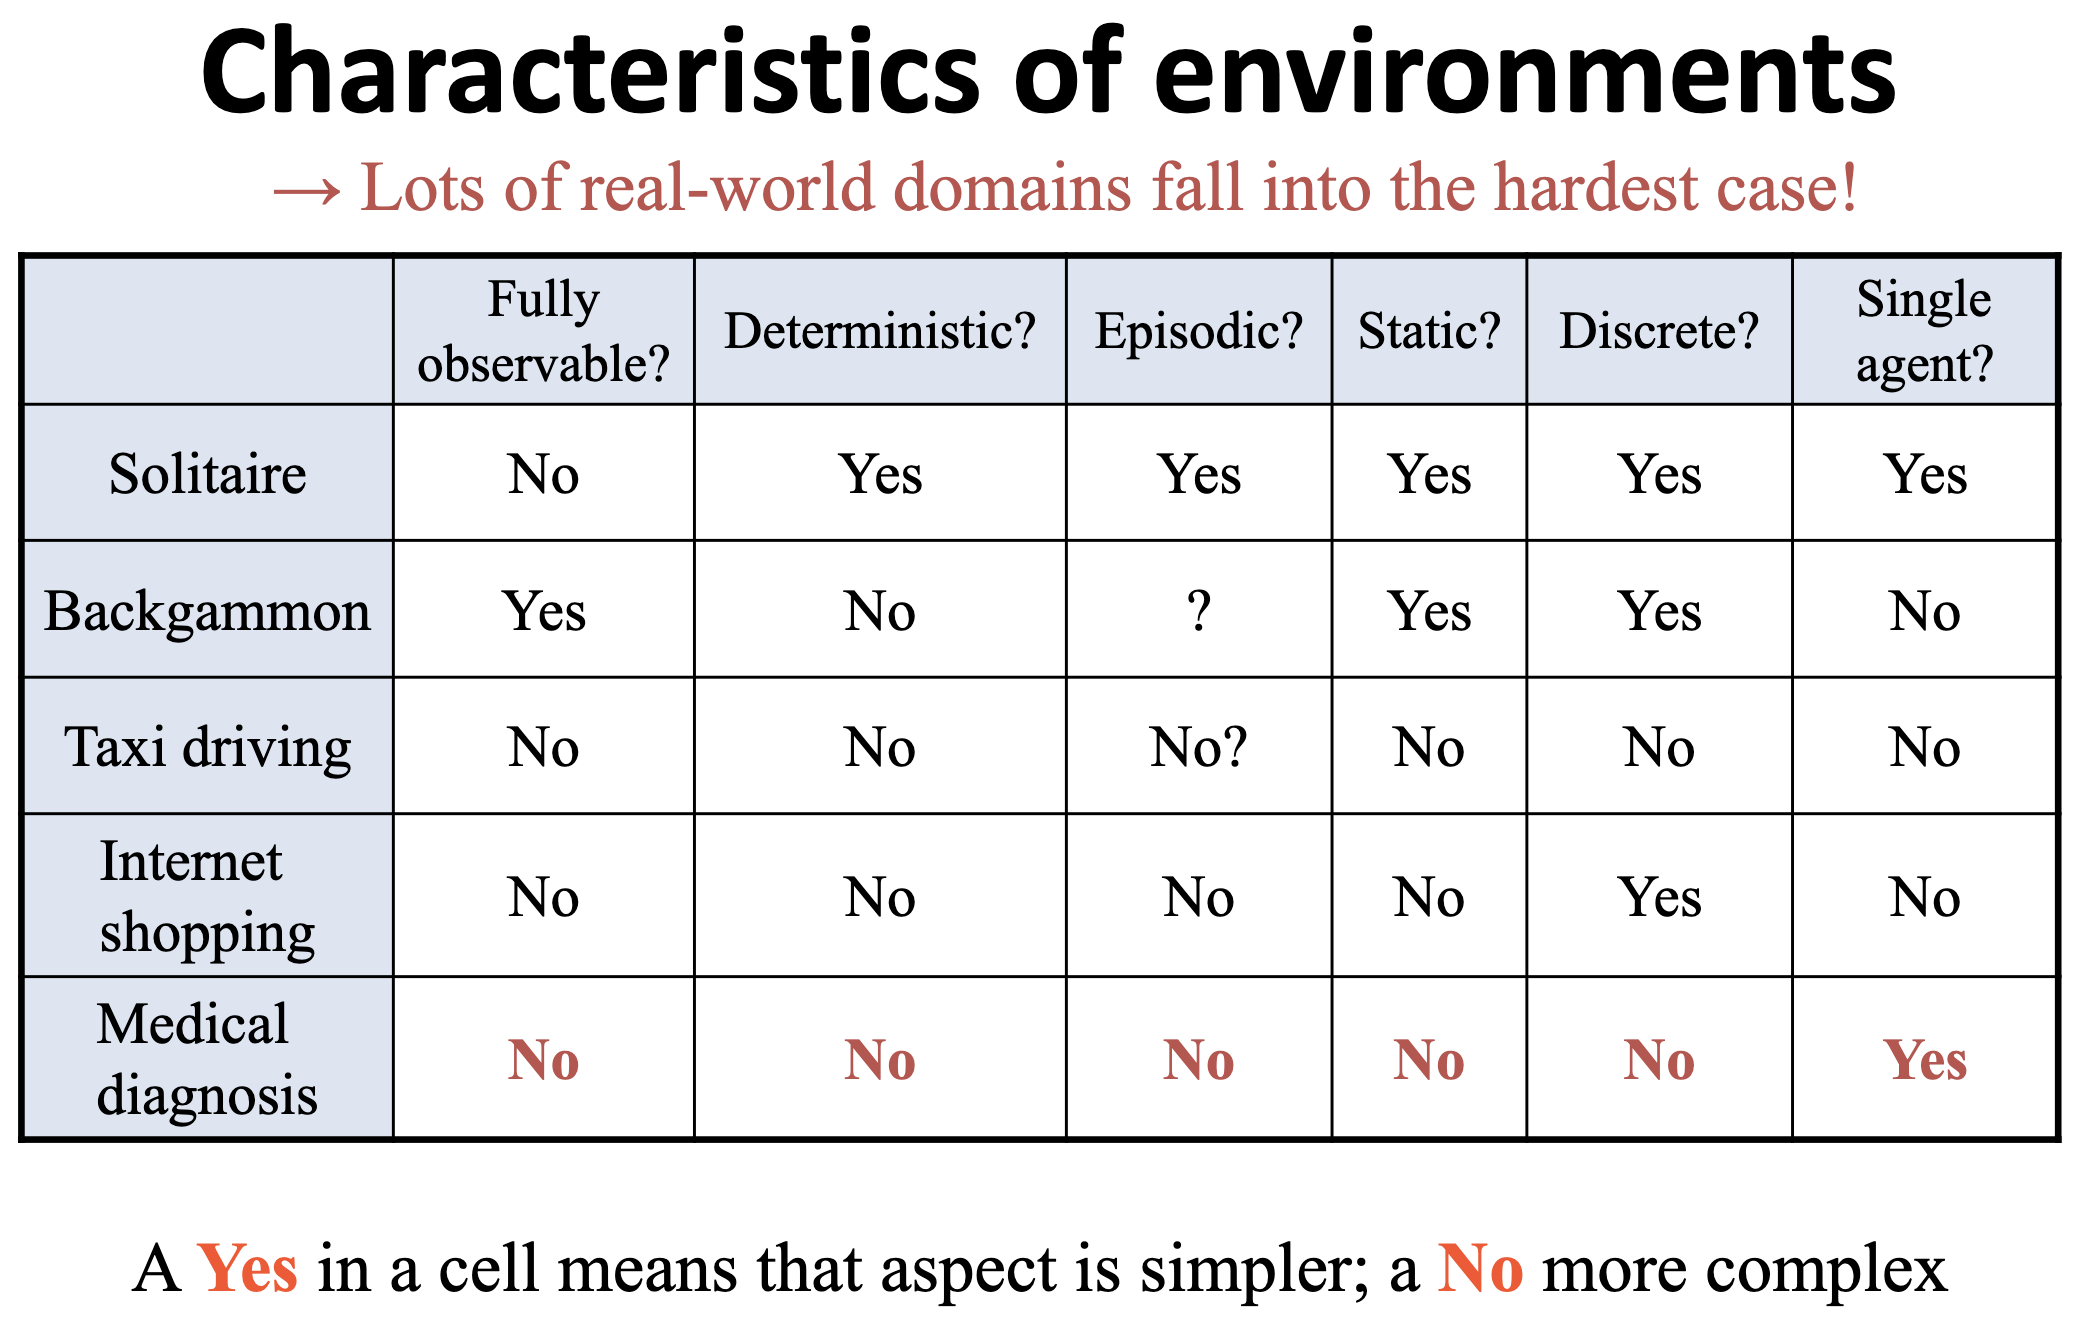 Characteristics of environments
→ Lots of real-world domains fall into the hardest case!
Fully observable? Deterministic? Episodic? Static? Discrete? Single agent?
Solitaire No Yes Yes Yes Yes Yes
Backgammon Yes No ? Yes Yes No
Taxi driving No No No? No No No
Internet shopping No No No No Yes No
Medical diagnosis No No No No No Yes
A Yes in a cell means that aspect is simpler; a No more complex